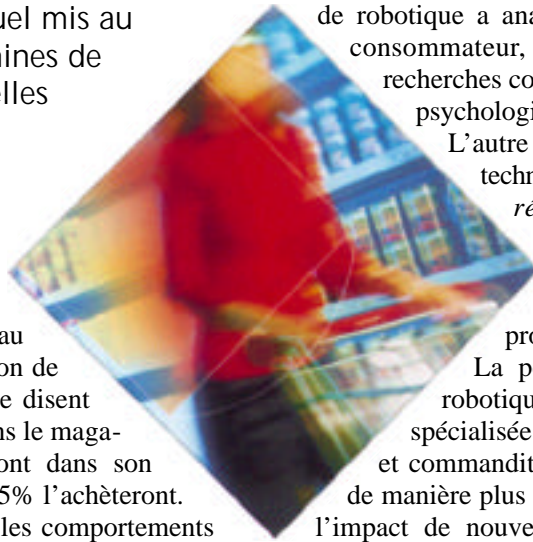 uel mis au
ines de
elles
au
on de
e disent
ns le maga-
ont dans son
5% l’achèteront.
les comportements
de robotique a ana
consommateur,
recherches co
psychologi
L’autre
techn
ré
pro
La p
robotiqu
spécialisée
et commandit
de manière plus
l’impact de nouve